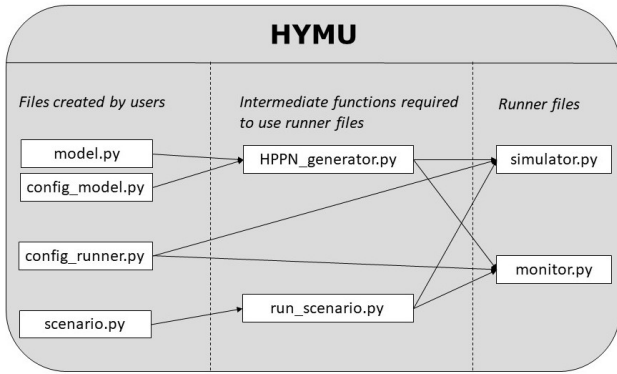 HYMU
Files created by users
Intermediate functions required
to use runner files
Runner files
model.py
config_model.py
HPPN_generator.py
simulator.py
config_runner.py
monitor.py
scenario.py
run_scenario.py